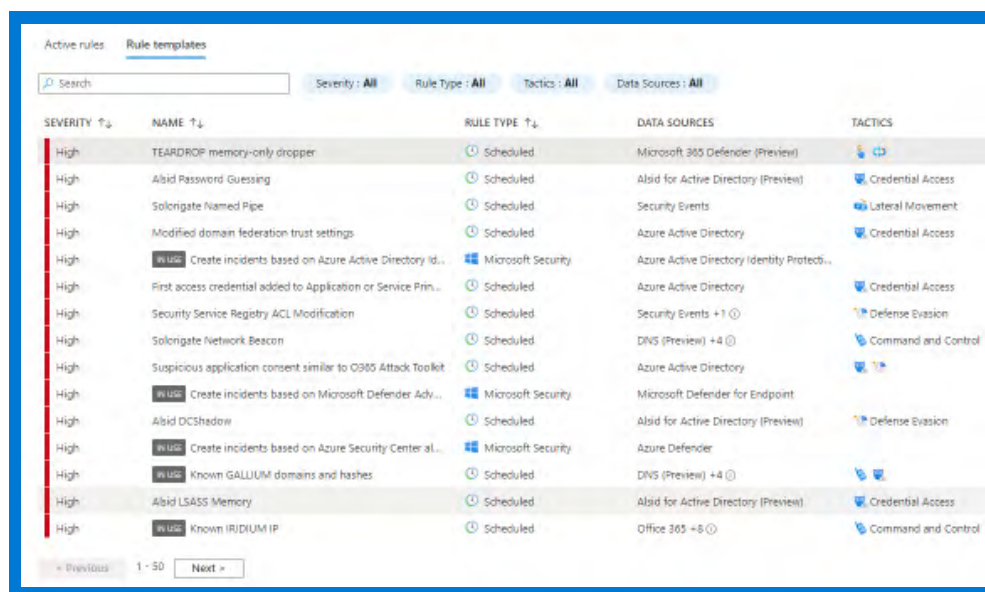 Active rules Rule templates
Search Severity : All Rule Type : All Tactics : All Data Sources : All
SEVERITY ↑↓ NAME ↑↓ RULE TYPE ↑↓ DATA SOURCES TACTICS
High TEARDROP memory-only dropper Scheduled Microsoft 365 Defender (Preview)
High Alsid Password Guessing Scheduled Alsid for Active Directory (Preview) Credential Access
High Solorigate Named Pipe Scheduled Security Events Lateral Movement
High Modified domain federation trust settings Scheduled Azure Active Directory Credential Access
High IN USE Create incidents based on Azure Active Directory Id... Microsoft Security Azure Active Directory Identity Protecti...
High First access credential added to Application or Service Prin... Scheduled Azure Active Directory Credential Access
High Security Service Registry ACL Modification Scheduled Security Events +1 Defense Evasion
High Solorigate Network Beacon Scheduled DNS (Preview) +4 Command and Control
High Suspicious application consent similar to O365 Attack Toolkit Scheduled Azure Active Directory
High IN USE Create incidents based on Microsoft Defender Adv... Microsoft Security Microsoft Defender for Endpoint
High Alsid DCShadow Scheduled Alsid for Active Directory (Preview) Defense Evasion
High IN USE Create incidents based on Azure Security Center al... Microsoft Security Azure Defender
High IN USE Known GALLIUM domains and hashes Scheduled DNS (Preview) +4
High Alsid LSASS Memory Scheduled Alsid for Active Directory (Preview) Credential Access
High IN USE Known IRIDIUM IP Scheduled Office 365 +8 Command and Control
< Previous 1 - 50 Next >